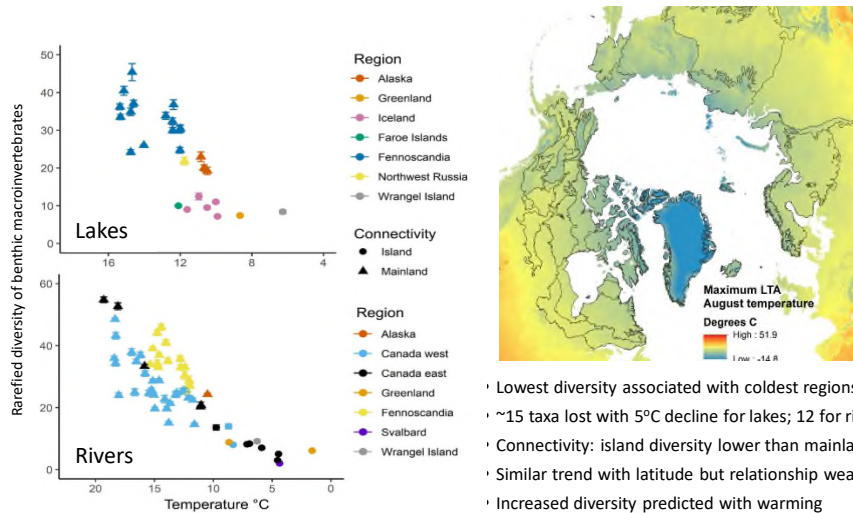 Rarefied diversity of benthic macroinvertebrates
50
40
30
20
10
0
Lakes
16
12
8
4
Region
Alaska
Greenland
Iceland
Faroe Islands
Fennoscandia
Northwest Russia
Wrangel Island
Connectivity
Island
Mainland
60
40
20
0
Rivers
20
15
10
5
0
Temperature °C
Region
Alaska
Canada west
Canada east
Greenland
Fennoscandia
Svalbard
Wrangel Island
Maximum LTA
August temperature
Degrees C
High : 51.9
Low : -14.8
Lowest diversity associated with coldest regions
~15 taxa lost with 5°C decline for lakes; 12 for
Connectivity: island diversity lower than
Similar trend with latitude but relationship
Increased diversity predicted with warming